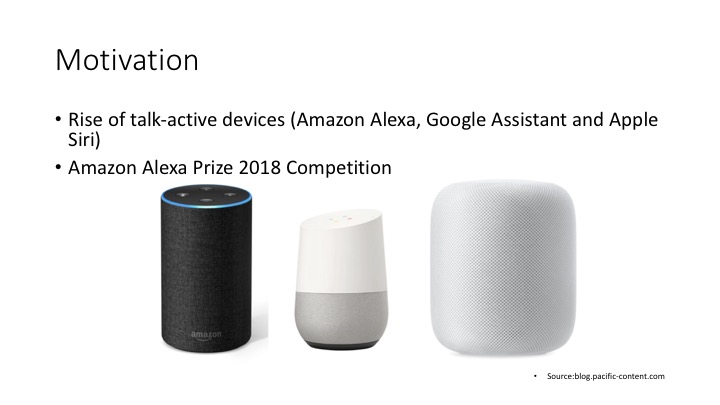 Motivation
• Rise of talk-active devices (Amazon Alexa, Google Assistant and Apple
Siri)
• Amazon Alexa Prize 2018 Competition
amazon
• Source:blog.pacific-content.com